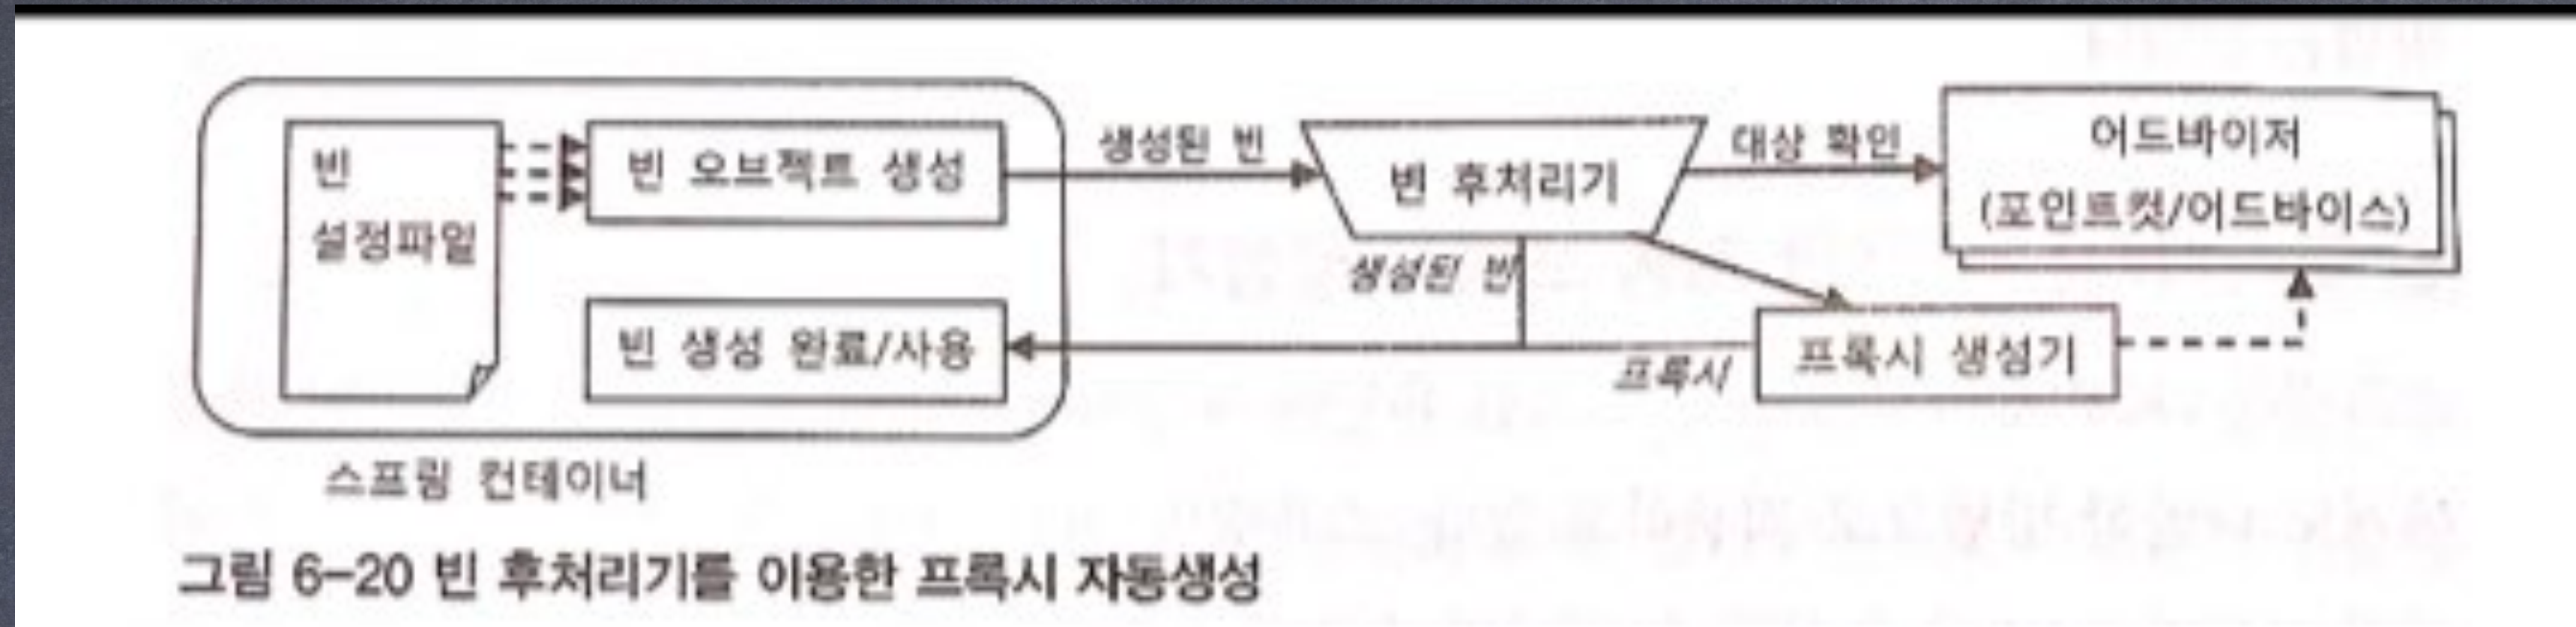 빈
설정파일
빈 오브젝트 생성
생성된 빈
빈 후처리기
대상 확인
어드바이저
(포인트컷/어드바이스)
생성된 빈
빈 생성 완료/사용
프록시
프록시 생성기
스프링 컨테이너
그림 6-20 빈 후처리기를 이용한 프록시 자동생성